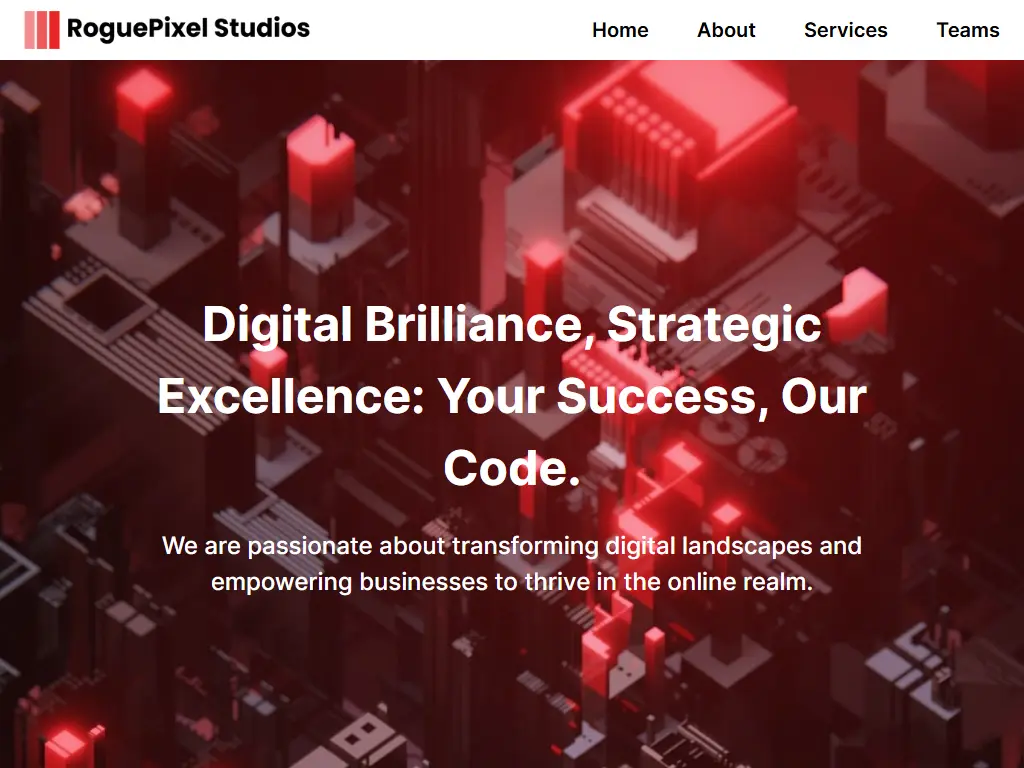 RoguePixel Studios
Home
About
Services
Teams
Digital Brilliance, Strategic
Excellence: Your Success, Our
Code.
We are passionate about transforming digital landscapes and
empowering businesses to thrive in the online realm.